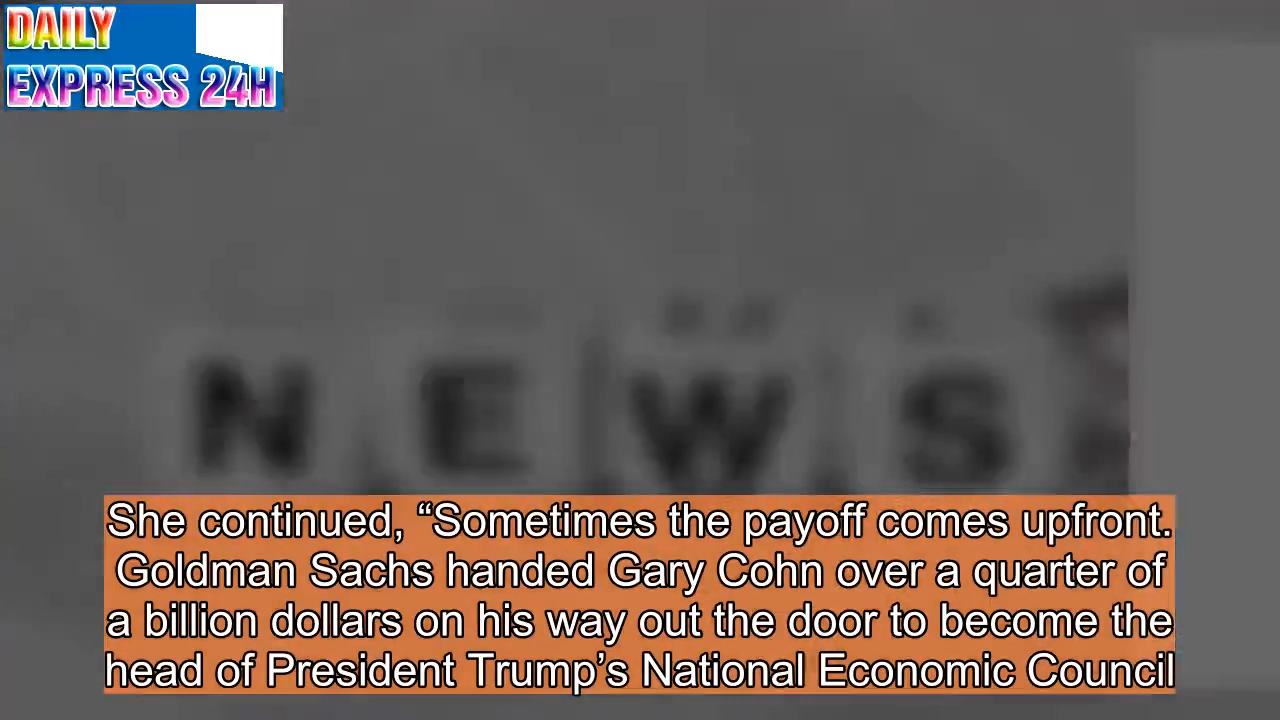 DAILY
EXPRESS 24H
N E W S
She continued, “Sometimes the payoff comes upfront.
Goldman Sachs handed Gary Cohn over a quarter of
a billion dollars on his way out the door to become the
head of President Trump’s National Economic Council